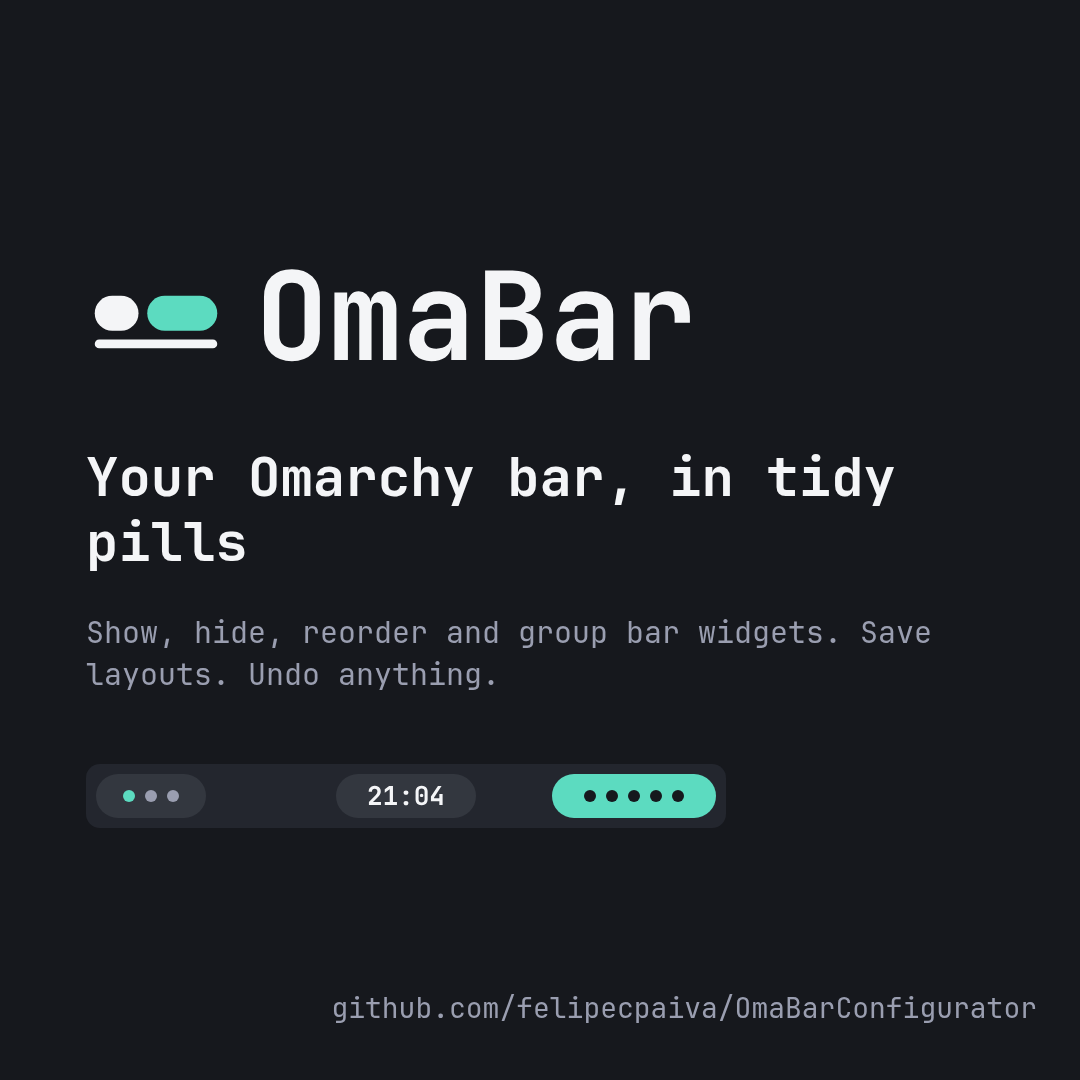 OmaBar
Your Omarchy bar, in tidy
pills
Show, hide, reorder and group bar widgets. Save
layouts. Undo anything.
21:04
github.com/felipecpaiva/OmaBarConfigurator